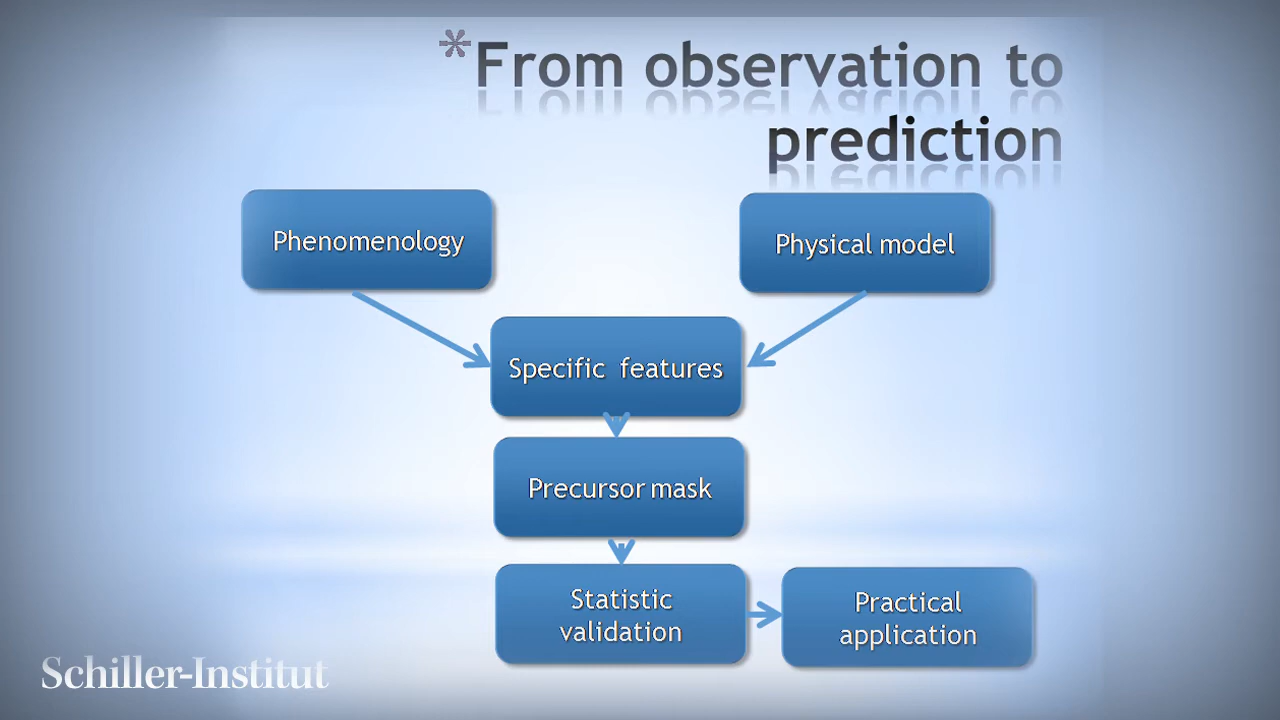 *From observation to
prediction
Phenomenology
Physical model
Specific features
Precursor mask
Statistic
validation
Practical
application
Schiller-Institut